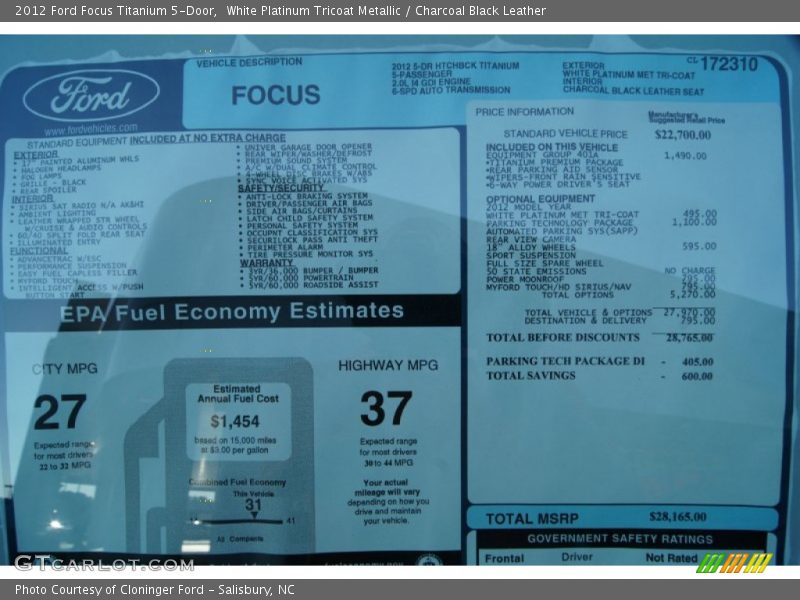 2012 Ford Focus Titanium 5-Door, White Platinum Tricoat Metallic / Charcoal Black Leather
Ford
www.fordvehicles.com
VEHICLE DESCRIPTION
FOCUS
2012 5-DR HTCHBCK TITANIUM
5-PASSENGER
2.0L I4 GDI ENGINE
6-SPD AUTO TRANSMISSION
EXTERIOR
WHITE PLATINUM MET TRI-COAT
INTERIOR
CHARCOAL BLACK LEATHER SEAT
CL 172310
STANDARD EQUIPMENT INCLUDED AT NO EXTRA CHARGE
EXTERIOR
• 17" PAINTED ALUMINUM WHLS
• HALOGEN HEADLAMPS
• FOG LAMPS
• GRILLE - BLACK
• REAR SPOILER
INTERIOR
• SIRIUS SAT RADIO N/A AK&HI
• AMBIENT LIGHTING
• LEATHER WRAPPED STR WHEEL
W/CRUISE & AUDIO CONTROLS
• 60/40 SPLIT FOLD REAR SEAT
• ILLUMINATED ENTRY
FUNCTIONAL
• ADVANCETRAC W/ESC
• PERFORMANCE SUSPENSION
• EASY FUEL CAPLESS FILLER
• MYFORD TOUCH
• INTELLIGENT ACCESS W/PUSH
BUTTON START
• UNIVER GARAGE DOOR OPENER
• REAR WIPER/WASHER/DEFROST
• PREMIUM SOUND SYSTEM
• A/C W/DUAL CLIMATE CONTROL
• 4-WHEEL DISC BRAKES W/ABS
• SYNC VOICE ACTIVATED SYS
SAFETY/SECURITY
• ANTI-LOCK BRAKING SYSTEM
• DRIVER/PASSENGER AIR BAGS
• SIDE AIR BAGS/CURTAINS
• LATCH CHILD SAFETY SYSTEM
• PERSONAL SAFETY SYSTEM
• OCCUPNT CLASSIFICATION SYS
• SECURILOCK PASS ANTI THEFT
• PERIMETER ALARM
• TIRE PRESSURE MONITOR SYS
WARRANTY
• 3YR/36,000 BUMPER / BUMPER
• 5YR/60,000 POWERTRAIN
• 5YR/60,000 ROADSIDE ASSIST
PRICE INFORMATION
Manufacturer's Suggested Retail Price
STANDARD VEHICLE PRICE $22,700.00
INCLUDED ON THIS VEHICLE
EQUIPMENT GROUP 401A 1,490.00
•TITANIUM PREMIUM PACKAGE
•REAR PARKING AID SENSOR
•WIPERS-FRONT RAIN SENSITIVE
•6-WAY POWER DRIVER'S SEAT
OPTIONAL EQUIPMENT
2012 MODEL YEAR
WHITE PLATINUM MET TRI-COAT 495.00
PARKING TECHNOLOGY PACKAGE 1,100.00
AUTOMATED PARKING SYS(SAPP)
REAR VIEW CAMERA
18" ALLOY WHEELS 595.00
SPORT SUSPENSION
FULL SIZE SPARE WHEEL
50 STATE EMISSIONS NO CHARGE
POWER MOONROOF 795.00
MYFORD TOUCH/HD SIRIUS/NAV 795.00
TOTAL OPTIONS 5,270.00
TOTAL VEHICLE & OPTIONS 27,970.00
DESTINATION & DELIVERY 795.00
TOTAL BEFORE DISCOUNTS 28,765.00
PARKING TECH PACKAGE DI - 405.00
TOTAL SAVINGS - 600.00
TOTAL MSRP $28,165.00
GOVERNMENT SAFETY RATINGS
Frontal Driver Not Rated
EPA Fuel Economy Estimates
CITY MPG
27
Expected range
for most drivers
22 to 32 MPG
Estimated
Annual Fuel Cost
$1,454
based on 15,000 miles
at $3.00 per gallon
Combined Fuel Economy
This Vehicle
31
41
All Compacts
HIGHWAY MPG
37
Expected range
for most drivers
30 to 44 MPG
Your actual
mileage will vary
depending on how you
drive and maintain
your vehicle.
GTcarlot.com
Photo Courtesy of Cloninger Ford - Salisbury, NC